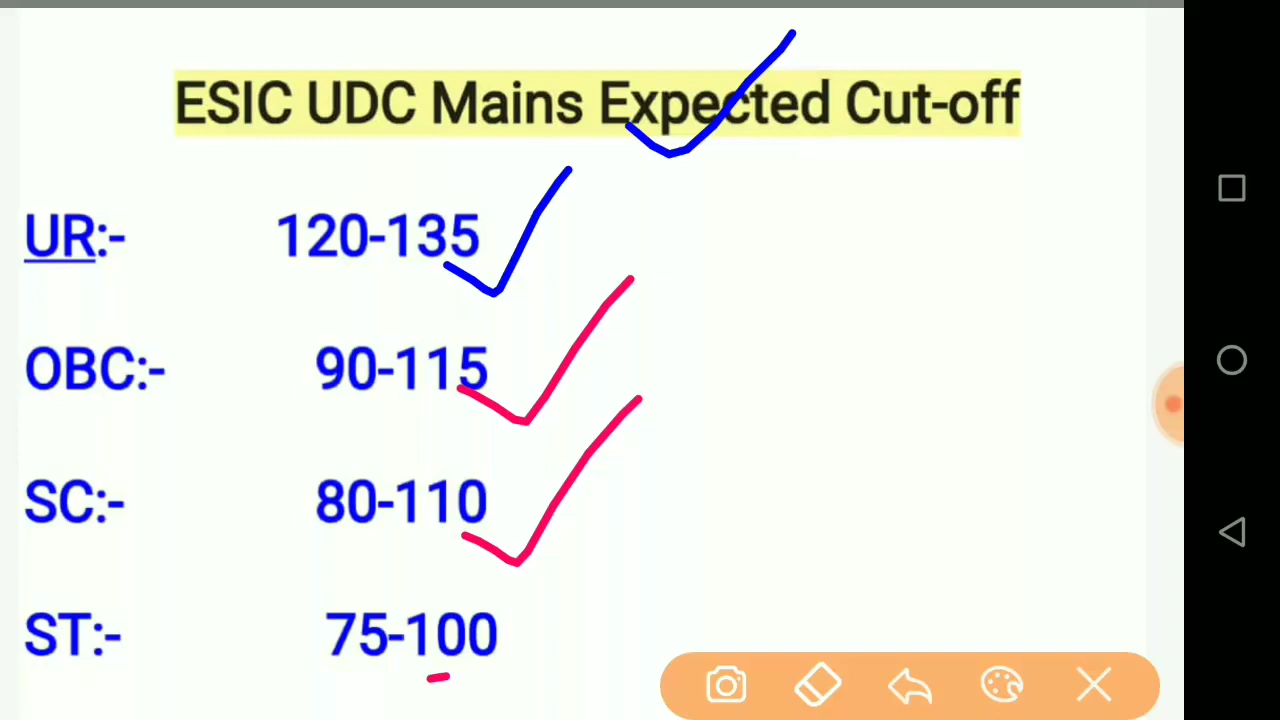 ESIC UDC Mains Expected Cut-off
UR:- 120-135
OBC:- 90-115
SC:- 80-110
ST:- 75-100